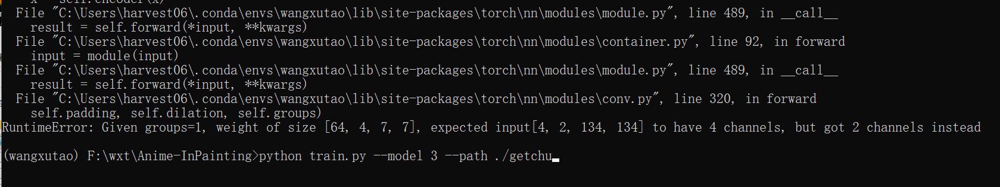 x = self.encoder(x)
File "C:\Users\harvest06\.conda\envs\wangxutao\lib\site-packages\torch\nn\modules\module.py", line 489, in __call__
result = self.forward(*input, **kwargs)
File "C:\Users\harvest06\.conda\envs\wangxutao\lib\site-packages\torch\nn\modules\container.py", line 92, in forward
input = module(input)
File "C:\Users\harvest06\.conda\envs\wangxutao\lib\site-packages\torch\nn\modules\module.py", line 489, in __call__
result = self.forward(*input, **kwargs)
File "C:\Users\harvest06\.conda\envs\wangxutao\lib\site-packages\torch\nn\modules\conv.py", line 320, in forward
self.padding, self.dilation, self.groups)
RuntimeError: Given groups=1, weight of size [64, 4, 7, 7], expected input[4, 2, 134, 134] to have 4 channels, but got 2 channels instead
(wangxutao) F:\wxt\Anime-InPainting>python train.py --model 3 --path ./getchu